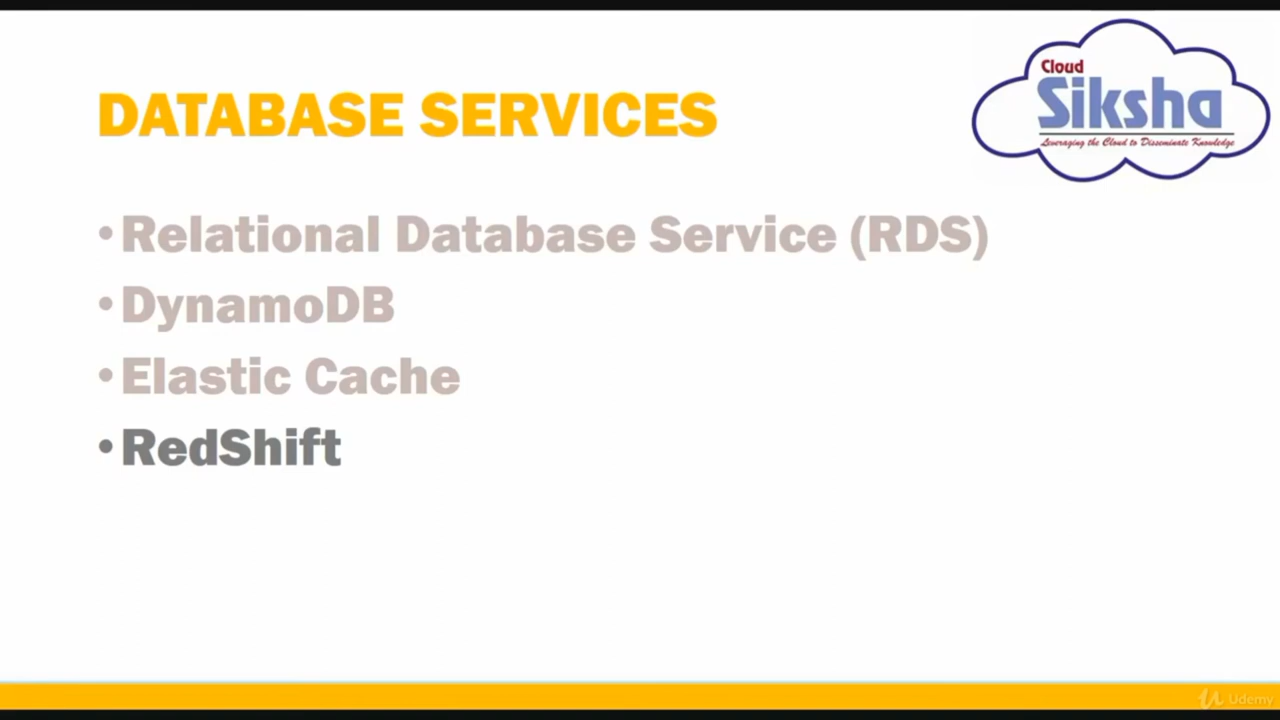 Cloud
Siksha
Leveraging the Cloud to Disseminate Knowledge
DATABASE SERVICES
•Relational Database Service (RDS)
•DynamoDB
•Elastic Cache
•RedShift
Udemy